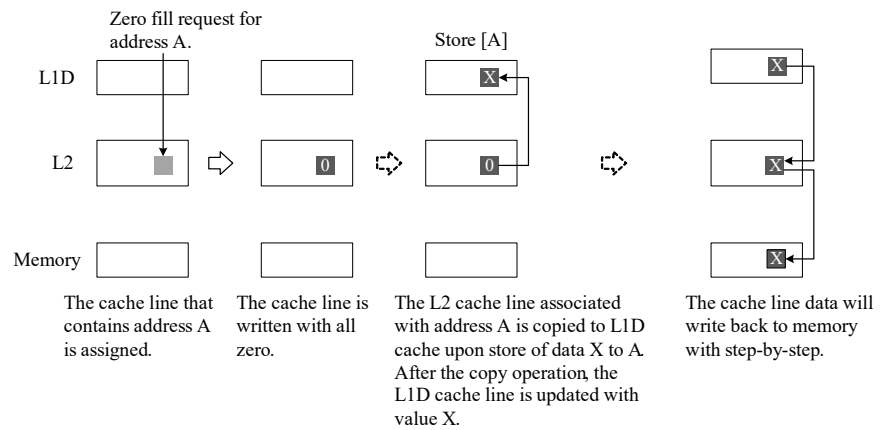 Zero fill request for
address A.
Store [A]
L1D
X
X
L2
0
0
X
Memory
X
The cache line that
contains address A
is assigned.
The cache line is
written with all
zero.
The L2 cache line associated
with address A is copied to L1D
cache upon store of data X to A.
After the copy operation, the
L1D cache line is updated with
value X.
The cache line data will
write back to memory
with step-by-step.